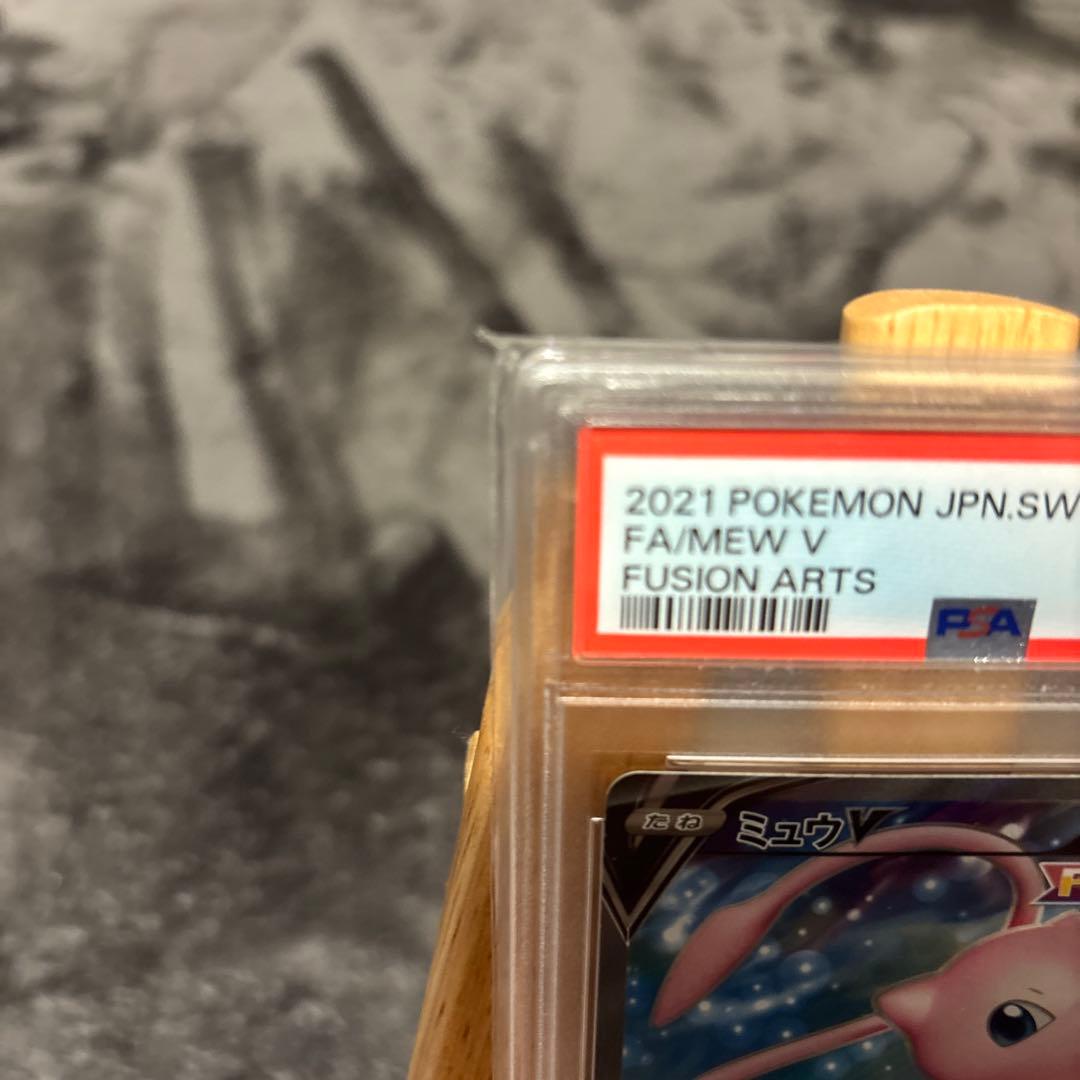 2021 POKEMON JPN.SW
FA/MEW V
FUSION ARTS
PSA
たね ミュウV
F